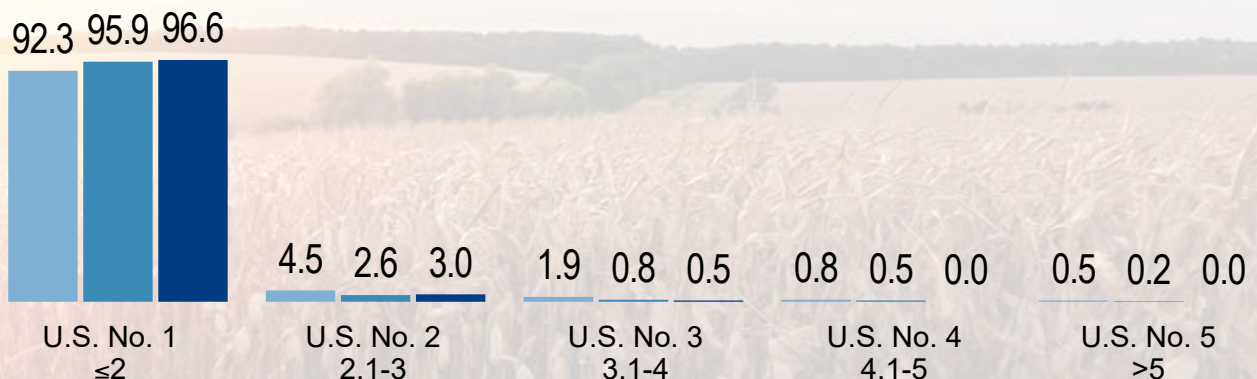 92.3 95.9 96.6
4.5 2.6 3.0
1.9 0.8 0.5
0.8 0.5 0.0
0.5 0.2 0.0
U.S. No. 1
≤2
U.S. No. 2
2.1-3
U.S. No. 3
3.1-4
U.S. No. 4
4.1-5
U.S. No. 5
>5